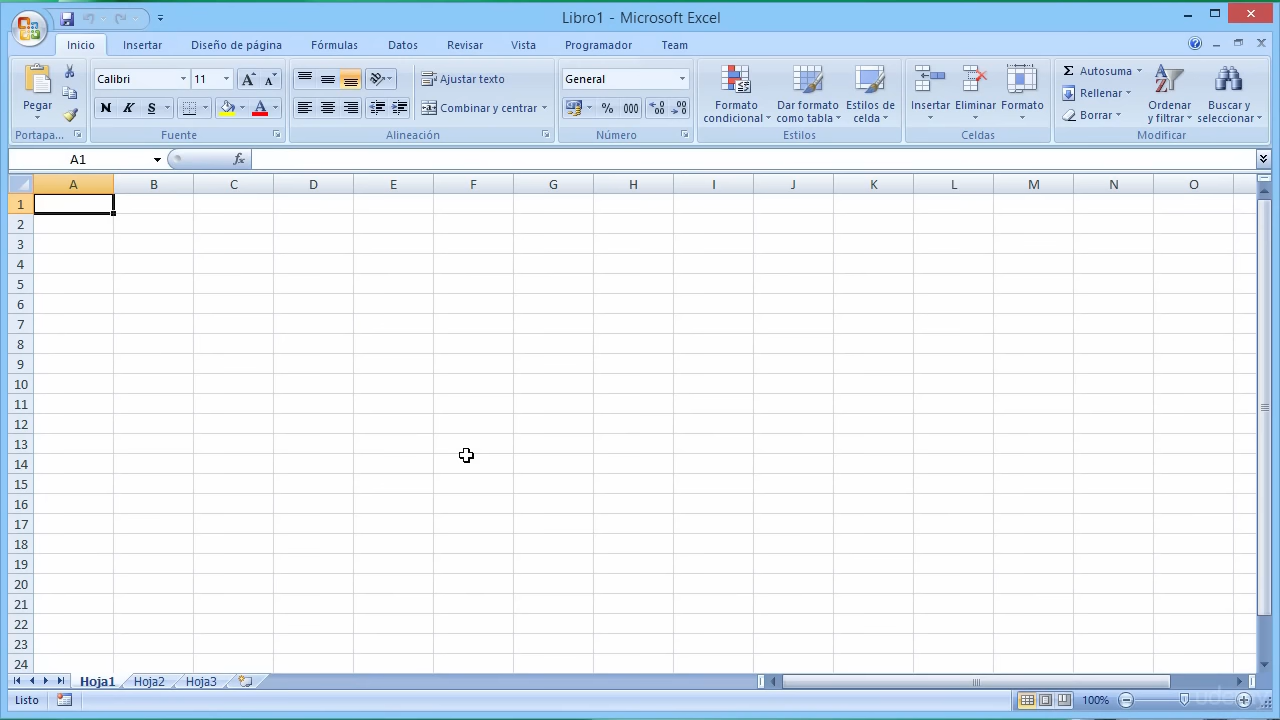 Libro1 - Microsoft Excel
Inicio Insertar Diseño de página Fórmulas Datos Revisar Vista Programador Team
Pegar
Portapa...
Calibri 11
N K S A
Fuente
Ajustar texto
Combinar y centrar
Alineación
General
% 000
Número
Formato condicional
Dar formato como tabla
Estilos de celda
Estilos
Insertar Eliminar Formato
Celdas
Σ Autosuma
Rellenar
Borrar
Ordenar y filtrar
Buscar y seleccionar
Modificar
A1 fx
A B C D E F G H I J K L M N O
1
2
3
4
5
6
7
8
9
10
11
12
13
14
15
16
17
18
19
20
21
22
23
24
Hoja1 Hoja2 Hoja3
Listo 100%
udemy